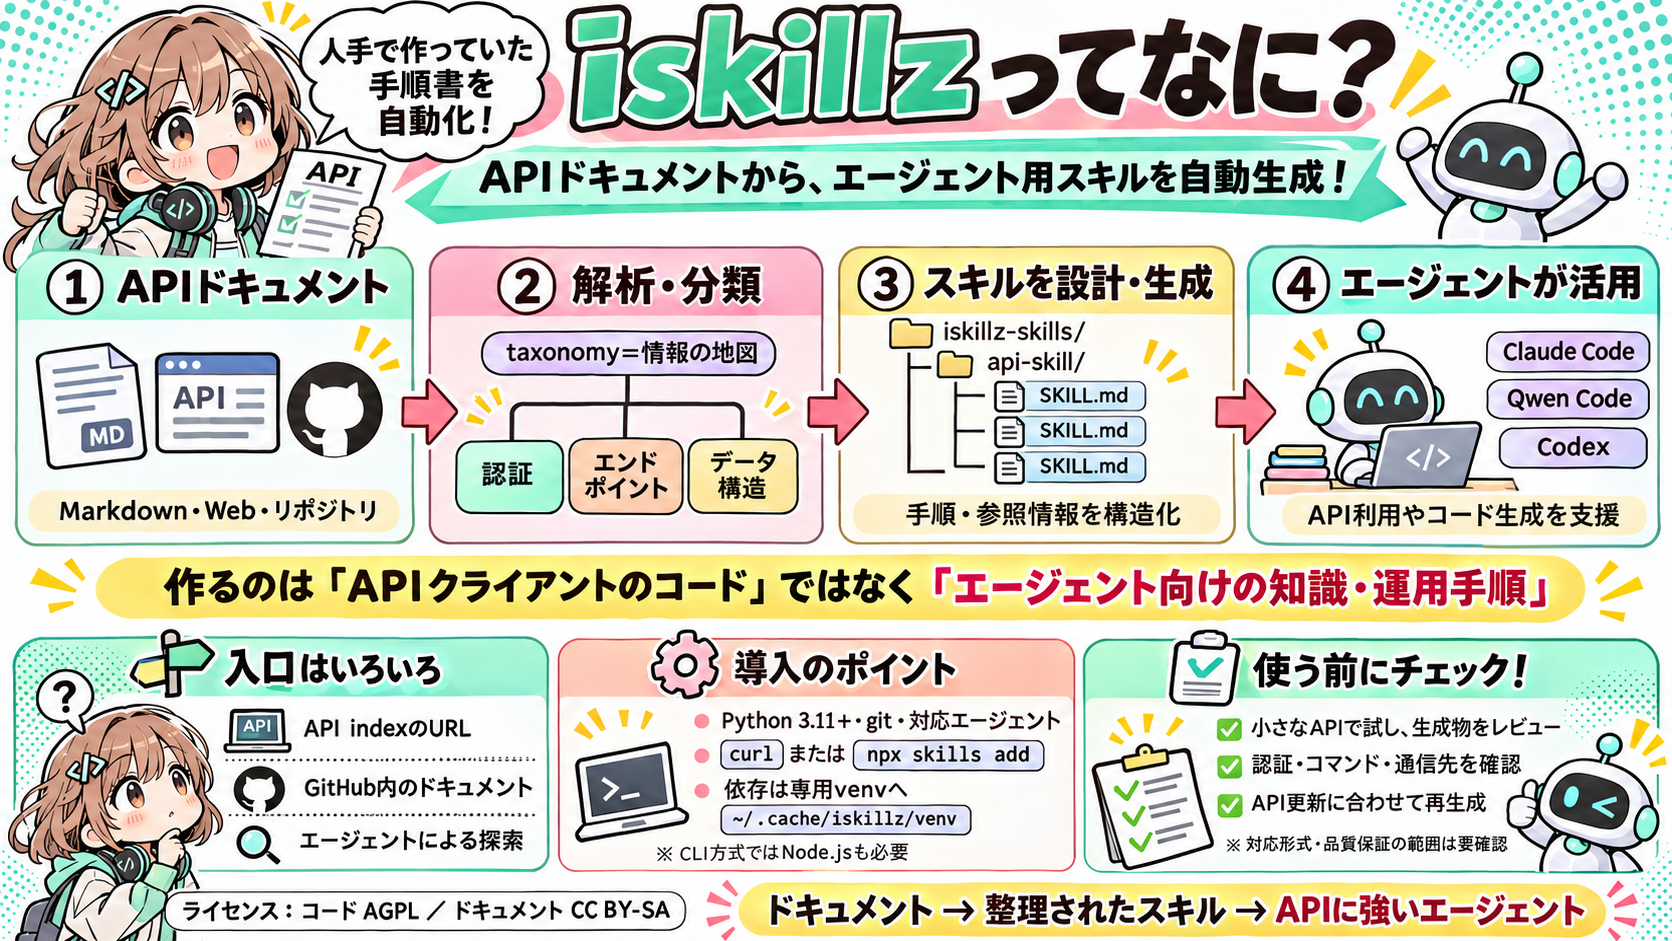 人手で作っていた
手順書を
自動化！
API
iskillzってなに？
APIドキュメントから、エージェント用スキルを自動生成！
① APIドキュメント
MD
API
Markdown・Web・リポジトリ
② 解析・分類
taxonomy＝情報の地図
認証
エンド
ポイント
データ
構造
③ スキルを設計・生成
iskillz-skills/
api-skill/
SKILL.md
SKILL.md
SKILL.md
手順・参照情報を構造化
④ エージェントが活用
</>
Claude Code
Qwen Code
Codex
API利用やコード生成を支援
作るのは「APIクライアントのコード」ではなく「エージェント向けの知識・運用手順」
入口はいろいろ
?
API
API indexのURL
GitHub内のドキュメント
エージェントによる探索
導入のポイント
>_
Python 3.11+・git・対応エージェント
curl または npx skills add
依存は専用venvへ
~/.cache/iskillz/venv
※ CLI方式ではNode.jsも必要
使う前にチェック！
小さなAPIで試し、生成物をレビュー
認証・コマンド・通信先を確認
API更新に合わせて再生成
※ 対応形式・品質保証の範囲は要確認
ライセンス：コード AGPL ／ ドキュメント CC BY-SA
ドキュメント → 整理されたスキル → APIに強いエージェント